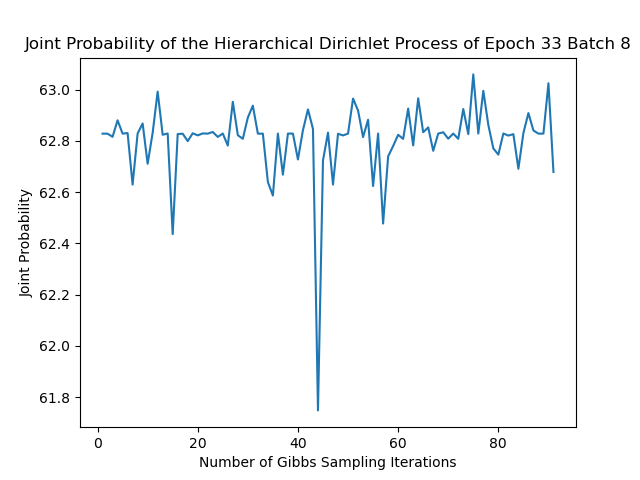 Joint Probability of the Hierarchical Dirichlet Process of Epoch 33 Batch 8
63.0
62.8
62.6
62.4
62.2
62.0
61.8
Joint Probability
0 20 40 60 80
Number of Gibbs Sampling Iterations